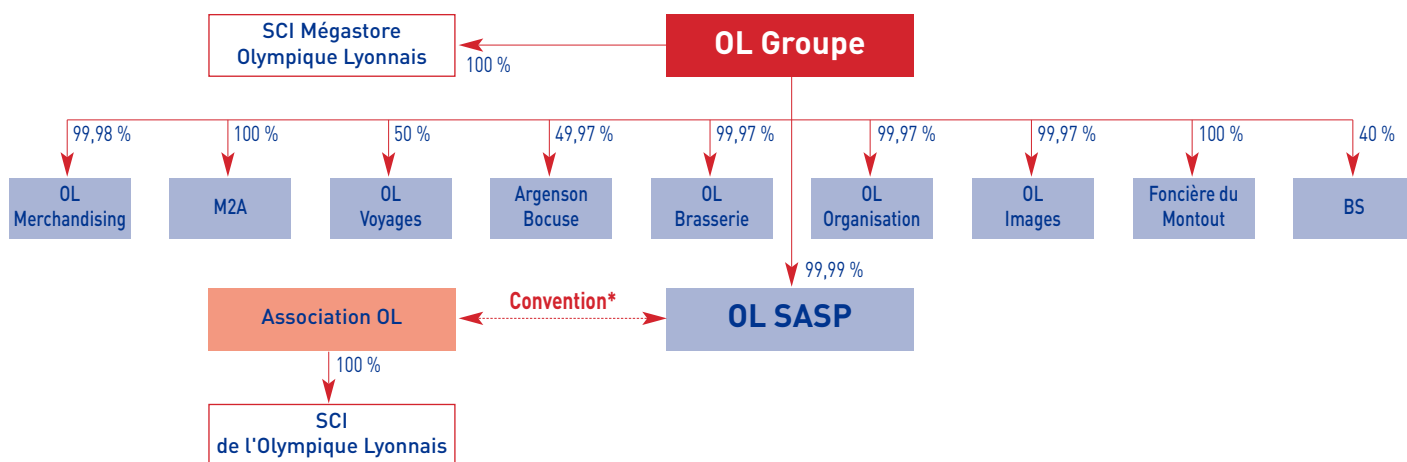 SCI Mégastore
Olympique Lyonnais
OL Groupe
100 %
99,98 %
100 %
50 %
49,97 %
99,97 %
99,97 %
99,97 %
100 %
40 %
OL
Merchandising
M2A
OL
Voyages
Argenson
Bocuse
OL
Brasserie
OL
Organisation
OL
Images
Foncière du
Montout
BS
99,99 %
Association OL
Convention*
OL SASP
100 %
SCI
de l'Olympique Lyonnais